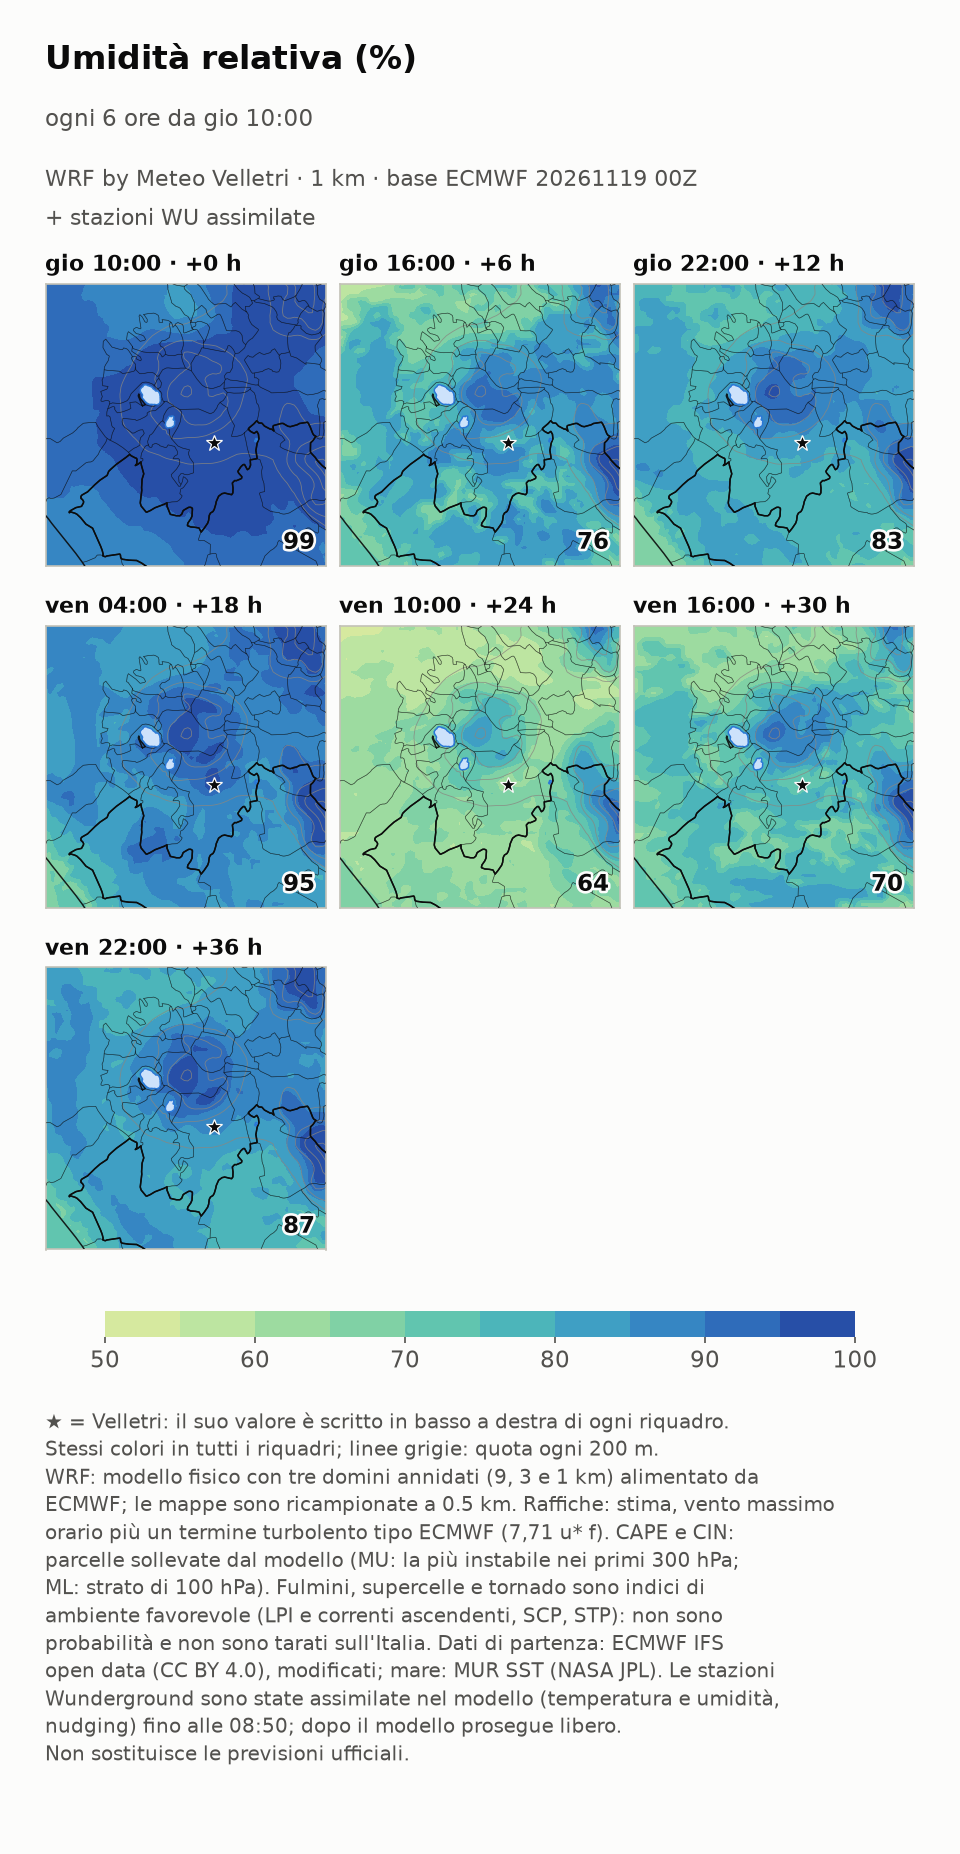 Umidità relativa (%)
ogni 6 ore da gio 10:00
WRF by Meteo Velletri · 1 km · base ECMWF 20261119 00Z
+ stazioni WU assimilate
gio 10:00 · +0 h
gio 16:00 · +6 h
gio 22:00 · +12 h
99
76
83
ven 04:00 · +18 h
ven 10:00 · +24 h
ven 16:00 · +30 h
95
64
70
ven 22:00 · +36 h
87
50 60 70 80 90 100
★ = Velletri: il suo valore è scritto in basso a destra di ogni riquadro.
Stessi colori in tutti i riquadri; linee grigie: quota ogni 200 m.
WRF: modello fisico con tre domini annidati (9, 3 e 1 km) alimentato da
ECMWF; le mappe sono ricampionate a 0.5 km. Raffiche: stima, vento massimo
orario più un termine turbolento tipo ECMWF (7,71 u* f). CAPE e CIN:
parcelle sollevate dal modello (MU: la più instabile nei primi 300 hPa;
ML: strato di 100 hPa). Fulmini, supercelle e tornado sono indici di
ambiente favorevole (LPI e correnti ascendenti, SCP, STP): non sono
probabilità e non sono tarati sull'Italia. Dati di partenza: ECMWF IFS
open data (CC BY 4.0), modificati; mare: MUR SST (NASA JPL). Le stazioni
Wunderground sono state assimilate nel modello (temperatura e umidità,
nudging) fino alle 08:50; dopo il modello prosegue libero.
Non sostituisce le previsioni ufficiali.